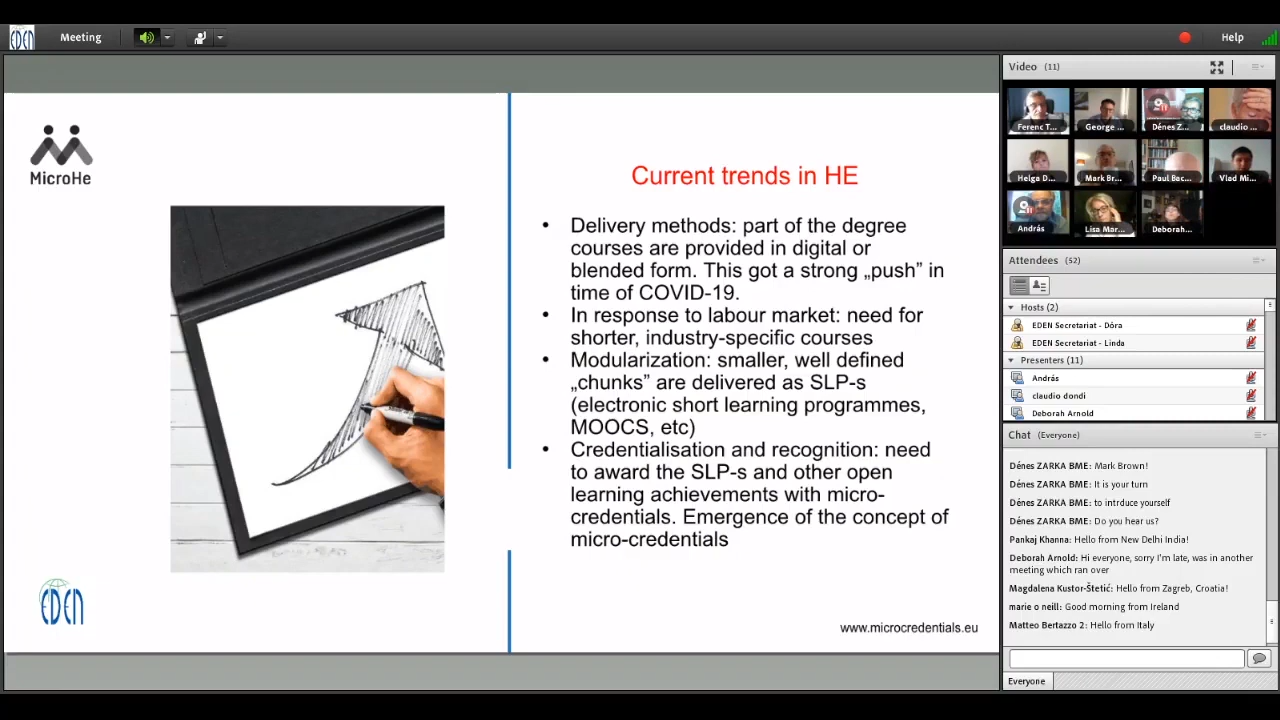 EDEN
Meeting
Help
MicroHe
Current trends in HE
• Delivery methods: part of the degree
courses are provided in digital or
blended form. This got a strong „push” in
time of COVID-19.
• In response to labour market: need for
shorter, industry-specific courses
• Modularization: smaller, well defined
„chunks” are delivered as SLP-s
(electronic short learning programmes,
MOOCS, etc)
• Credentialisation and recognition: need
to award the SLP-s and other open
learning achievements with micro-
credentials. Emergence of the concept of
micro-credentials
EDEN
www.microcredentials.eu
Video (11)
Ferenc T...
George ...
Dénes Z...
claudio ...
Helga D...
Mark Br...
Paul Bac...
Vlad Mi...
András
Lisa Mar...
Deborah...
Attendees (52)
Hosts (2)
EDEN Secretariat - Dóra
EDEN Secretariat - Linda
Presenters (11)
András
claudio dondi
Deborah Arnold
Chat (Everyone)
Dénes ZARKA BME: Mark Brown!
Dénes ZARKA BME: It is your turn
Dénes ZARKA BME: to intrduce yourself
Dénes ZARKA BME: Do you hear us?
Pankaj Khanna: Hello from New Delhi India!
Deborah Arnold: Hi everyone, sorry I'm late, was in another
meeting which ran over
Magdalena Kustor-Štetić: Hello from Zagreb, Croatia!
marie o neill: Good morning from Ireland
Matteo Bertazzo 2: Hello from Italy
Everyone